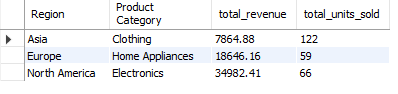 Region Product Category total_revenue total_units_sold
Asia Clothing 7864.88 122
Europe Home Appliances 18646.16 59
North America Electronics 34982.41 66